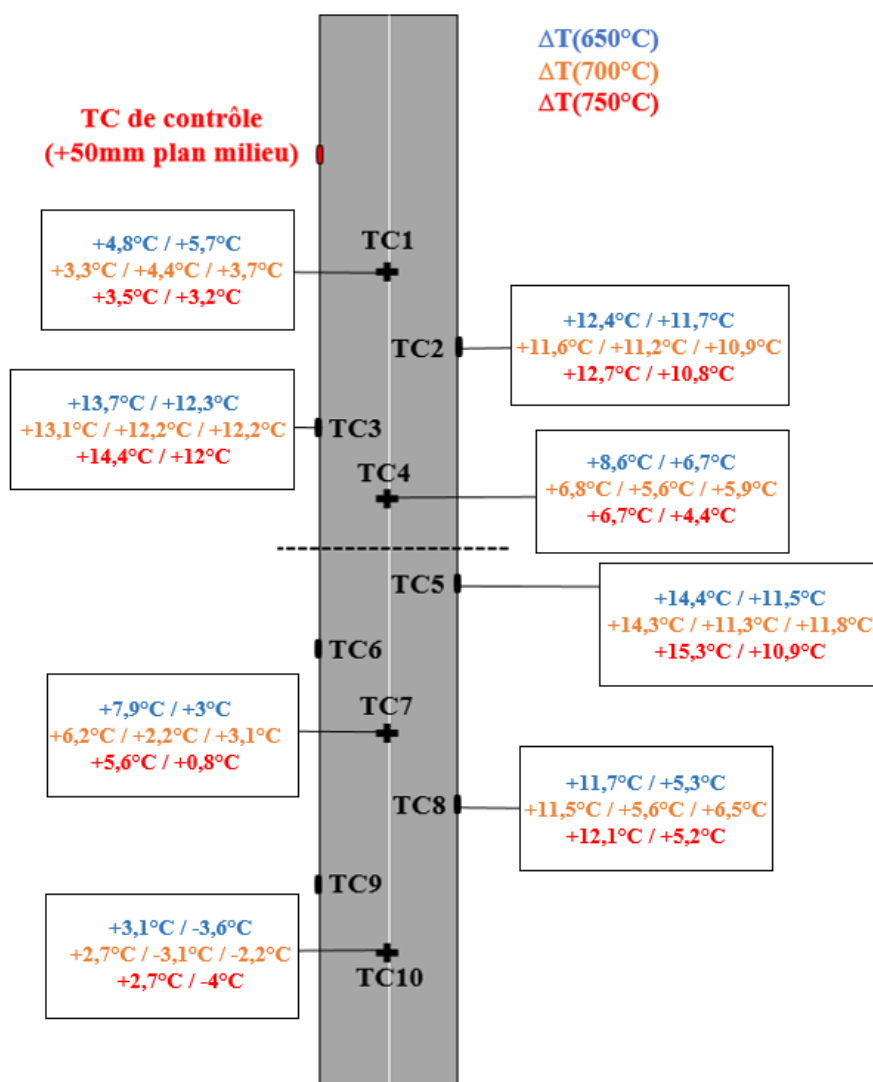 ΔT(650°C)
ΔT(700°C)
ΔT(750°C)
TC de contrôle
(+50mm plan milieu)
+4,8°C / +5,7°C
+3,3°C / +4,4°C / +3,7°C
+3,5°C / +3,2°C
TC1
+12,4°C / +11,7°C
+11,6°C / +11,2°C / +10,9°C
+12,7°C / +10,8°C
TC2
+13,7°C / +12,3°C
+13,1°C / +12,2°C / +12,2°C
+14,4°C / +12°C
TC3
TC4
+8,6°C / +6,7°C
+6,8°C / +5,6°C / +5,9°C
+6,7°C / +4,4°C
TC5
+14,4°C / +11,5°C
+14,3°C / +11,3°C / +11,8°C
+15,3°C / +10,9°C
TC6
+7,9°C / +3°C
+6,2°C / +2,2°C / +3,1°C
+5,6°C / +0,8°C
TC7
TC8
+11,7°C / +5,3°C
+11,5°C / +5,6°C / +6,5°C
+12,1°C / +5,2°C
TC9
+3,1°C / -3,6°C
+2,7°C / -3,1°C / -2,2°C
+2,7°C / -4°C
TC10